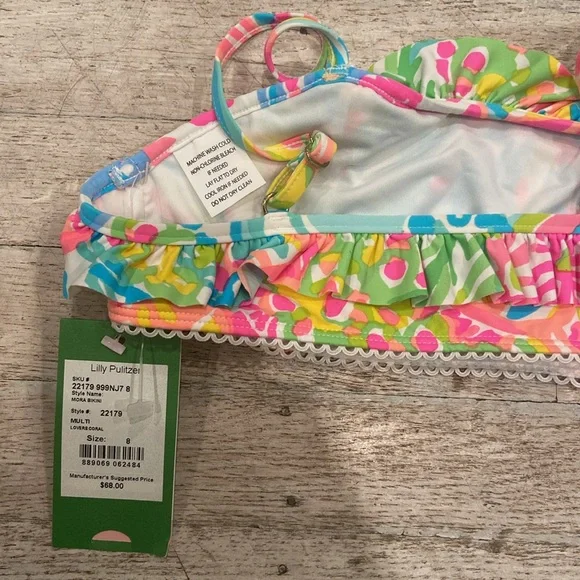 MACHINE WASH COLD
NON-CHLORINE BLEACH
IF NEEDED
LAY FLAT TO DRY
COOL IRON IF NEEDED
DO NOT DRY CLEAN
Lilly Pulitzer
SKU #
22179 999NJ7 8
Style Name:
MORA BIKINI
Style #: 22179
MULTI
LOVERSCORAL
Size: 8
889069 062484
Manufacturer's Suggested Price
$68.00